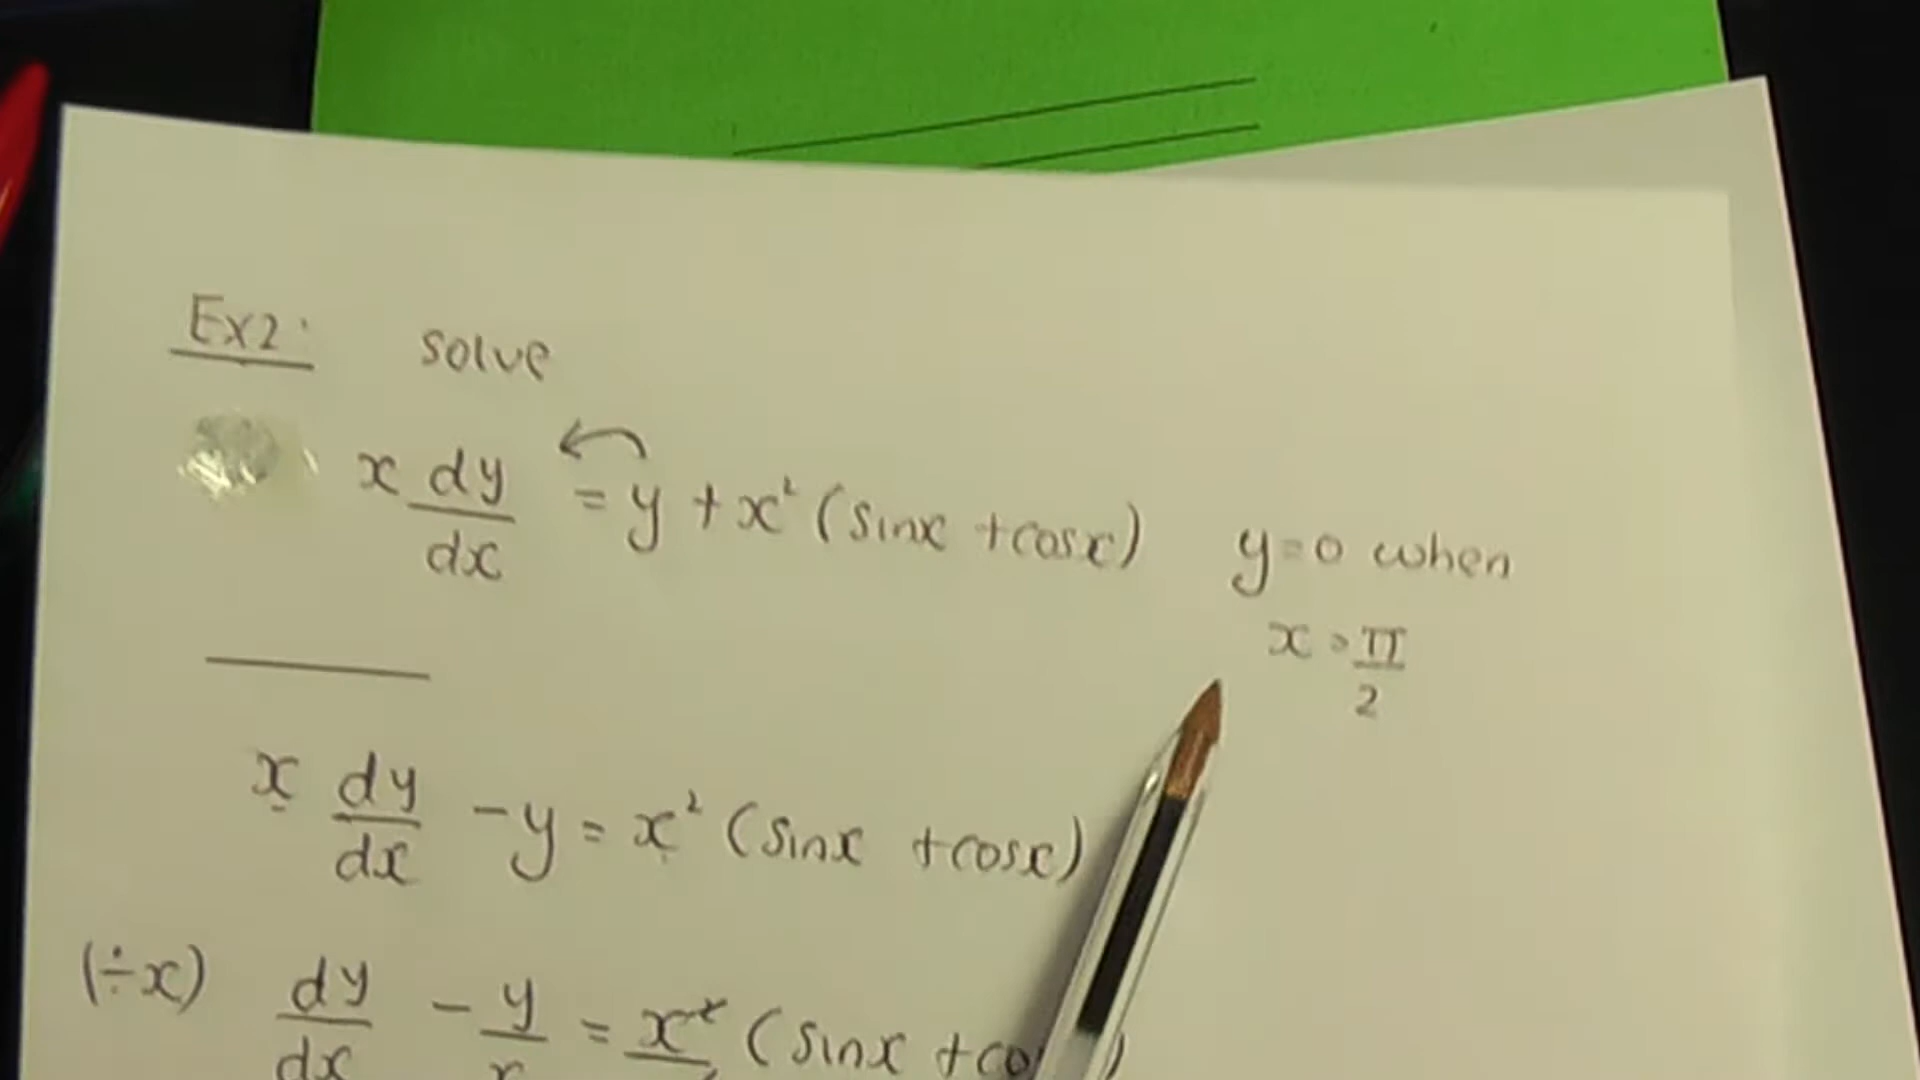 Ex2: solve
x dy/dx = y + x² (sinx + cosx) y = 0 when
x = π/2
x dy/dx - y = x² (sinx + cosx)
(÷x) dy/dx - y/x = x² (sinx +